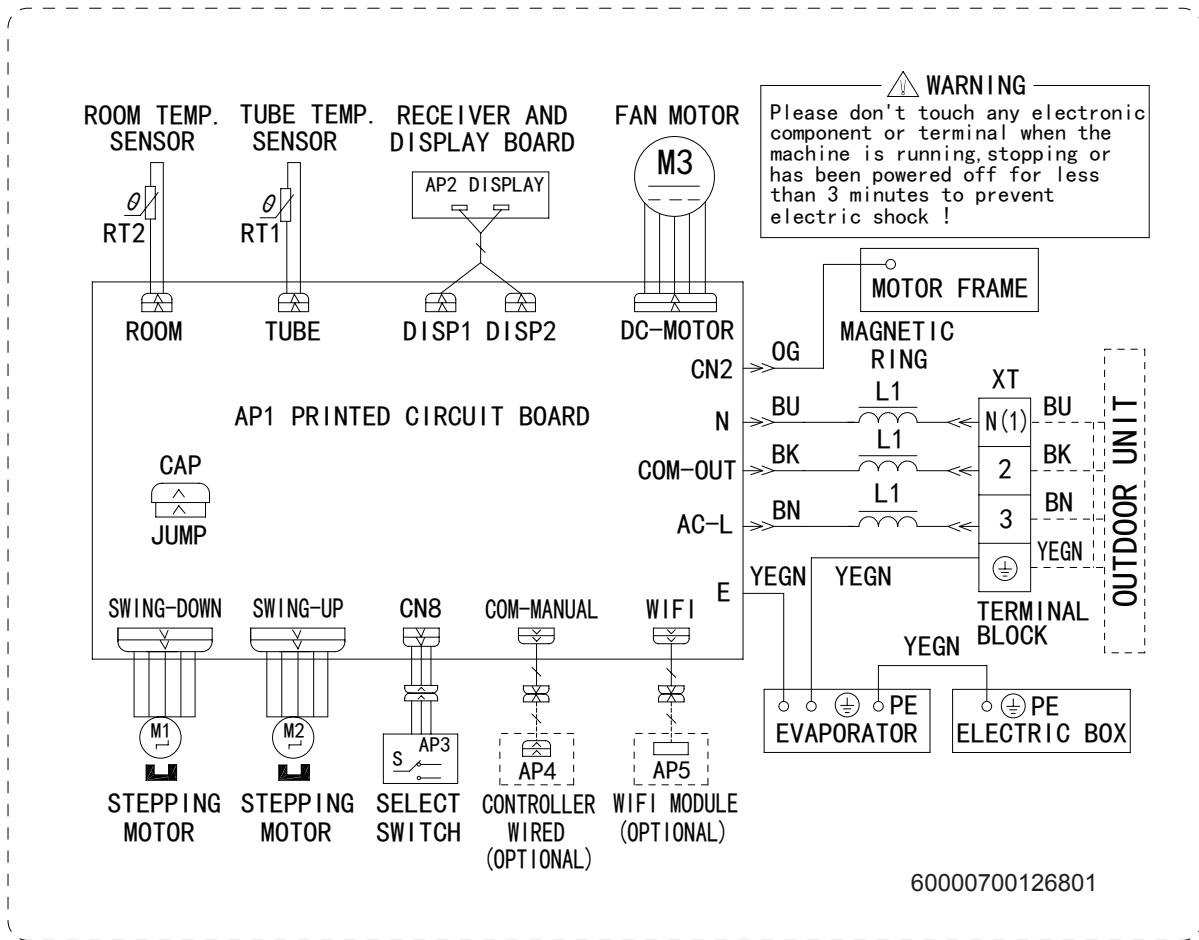 ROOM TEMP.
SENSOR
TUBE TEMP.
SENSOR
RECEIVER AND
DISPLAY BOARD
FAN MOTOR
WARNING
Please don't touch any electronic
component or terminal when the
machine is running, stopping or
has been powered off for less
than 3 minutes to prevent
electric shock !
AP2 DISPLAY
M3
θ
RT2
θ
RT1
MOTOR FRAME
ROOM
TUBE
DISP1
DISP2
DC-MOTOR
MAGNETIC
RING
CN2
OG
XT
L1
AP1 PRINTED CIRCUIT BOARD
N
BU
N(1)
BU
L1
COM-OUT
BK
2
BK
CAP
JUMP
L1
AC-L
BN
3
BN
OUTDOOR UNIT
YEGN
E
YEGN
YEGN
TERMINAL
BLOCK
SWING-DOWN
SWING-UP
CN8
COM-MANUAL
WIFI
YEGN
PE
EVAPORATOR
PE
ELECTRIC BOX
M1
M2
S
AP3
AP4
AP5
STEPPING
MOTOR
STEPPING
MOTOR
SELECT
SWITCH
CONTROLLER
WIRED
(OPTIONAL)
WIFI MODULE
(OPTIONAL)
60000700126801